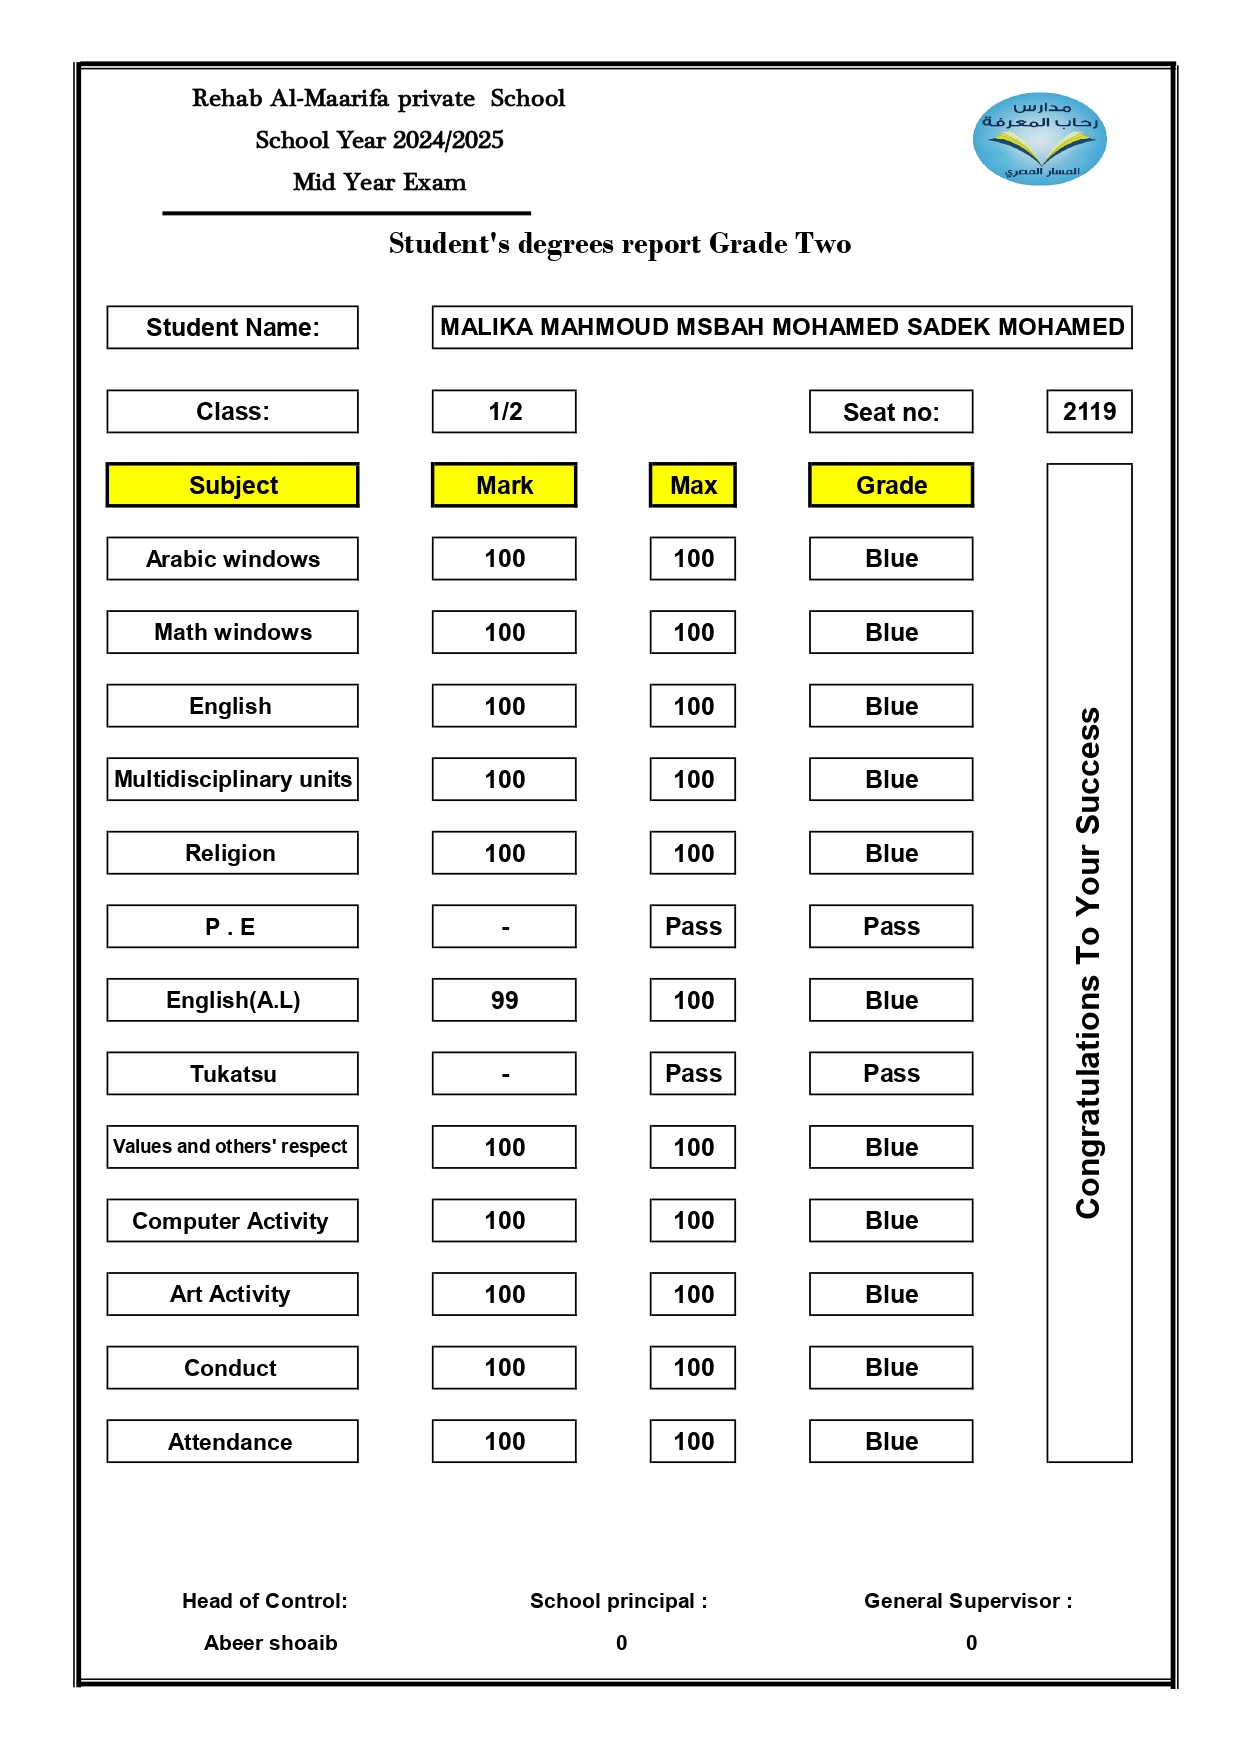 Rehab Al-Maarifa private School
School Year 2024/2025
Mid Year Exam
مدارس
رحاب المعرفة
المسار المصري
Student's degrees report Grade Two
Student Name: MALIKA MAHMOUD MSBAH MOHAMED SADEK MOHAMED
Class: 1/2 Seat no: 2119
Subject Mark Max Grade
Arabic windows 100 100 Blue
Math windows 100 100 Blue
English 100 100 Blue
Multidisciplinary units 100 100 Blue
Religion 100 100 Blue
P . E - Pass Pass
English(A.L) 99 100 Blue
Tukatsu - Pass Pass
Values and others' respect 100 100 Blue
Computer Activity 100 100 Blue
Art Activity 100 100 Blue
Conduct 100 100 Blue
Attendance 100 100 Blue
Congratulations To Your Success
Head of Control: School principal : General Supervisor :
Abeer shoaib 0 0